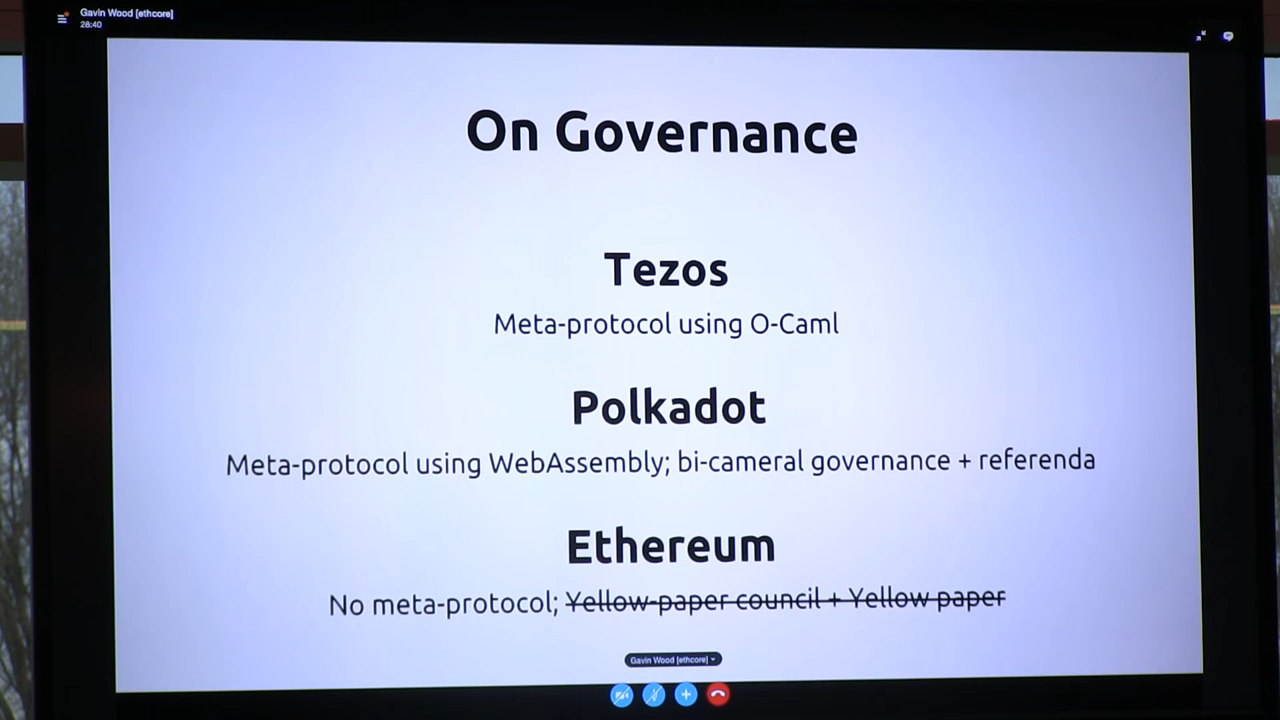 Gavin Wood [ethcore]
28:40
On Governance
Tezos
Meta-protocol using O-Caml
Polkadot
Meta-protocol using WebAssembly; bi-cameral governance + referenda
Ethereum
No meta-protocol; Yellow-paper council + Yellow paper
Gavin Wood [ethcore]